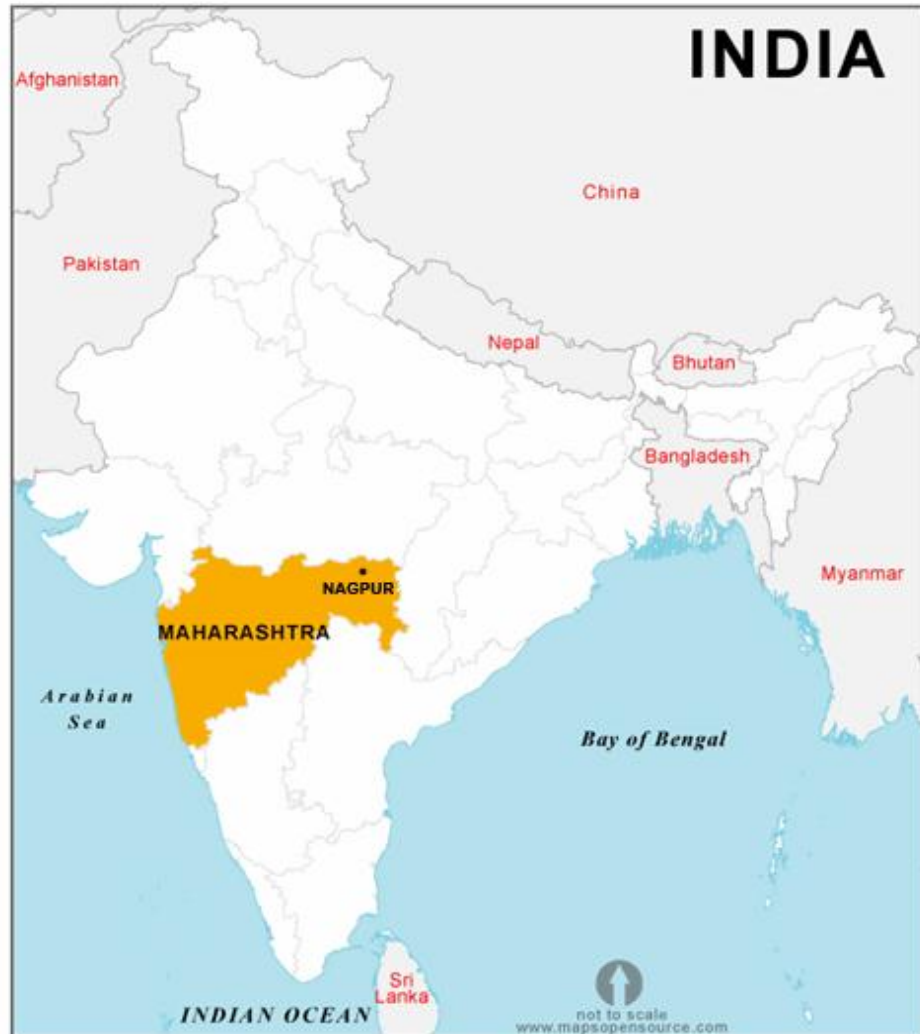 INDIA
Afghanistan
China
Pakistan
Nepal
Bhutan
Bangladesh
Myanmar
NAGPUR
MAHARASHTRA
Arabian
Sea
Bay of Bengal
Sri
Lanka
INDIAN OCEAN
not to scale
www.mapsopensource.com